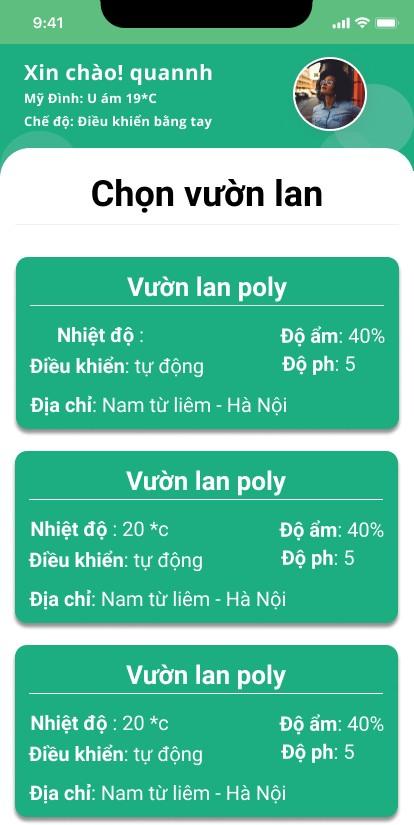 9:41
Xin chào! quannh
Mỹ Đình: U ám 19*C
Chế độ: Điều khiển bằng tay
Chọn vườn lan
Vườn lan poly
Nhiệt độ : Độ ẩm: 40%
Điều khiển: tự động Độ ph: 5
Địa chỉ: Nam từ liêm - Hà Nội
Vườn lan poly
Nhiệt độ : 20 *c Độ ẩm: 40%
Điều khiển: tự động Độ ph: 5
Địa chỉ: Nam từ liêm - Hà Nội
Vườn lan poly
Nhiệt độ : 20 *c Độ ẩm: 40%
Điều khiển: tự động Độ ph: 5
Địa chỉ: Nam từ liêm - Hà Nội